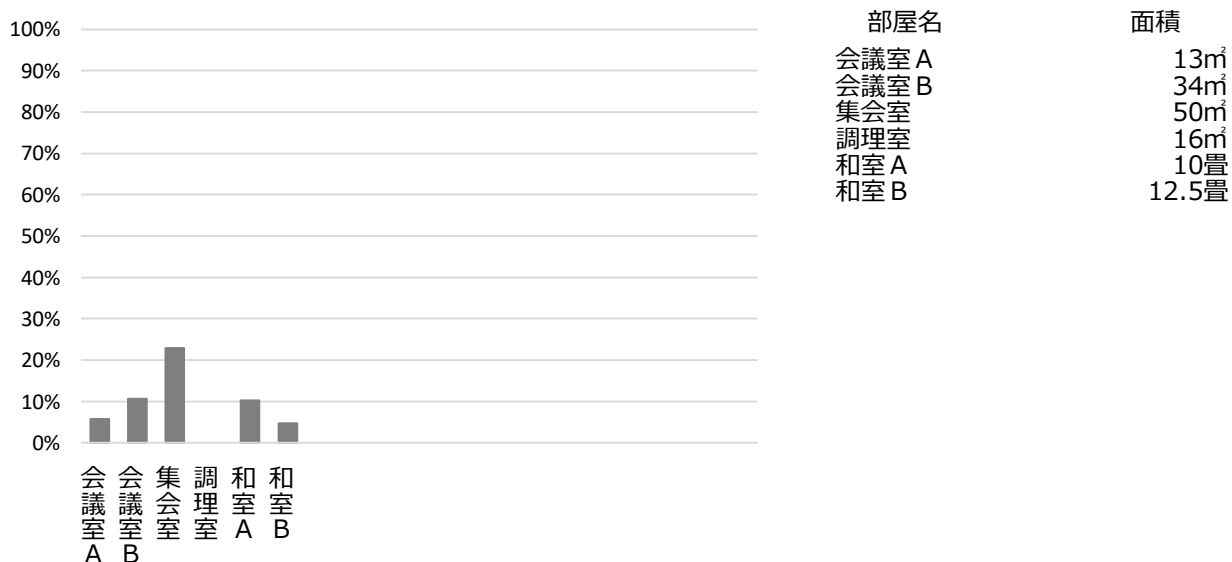 100%
90%
80%
70%
60%
50%
40%
30%
20%
10%
0%
会議室A
会議室B
集会室
調理室
和室A
和室B
部屋名 面積
会議室A 13㎡
会議室B 34㎡
集会室 50㎡
調理室 16㎡
和室A 10畳
和室B 12.5畳